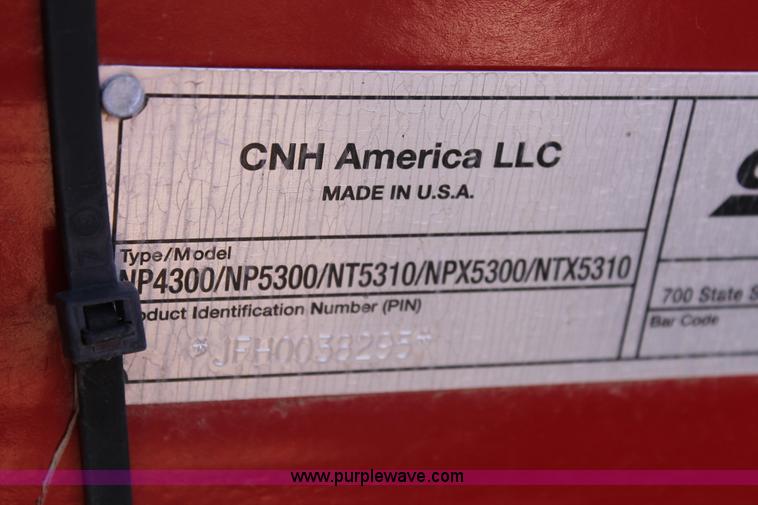 CNH America LLC
MADE IN U.S.A.
Type/Model
NP4300/NP5300/NT5310/NPX5300/NTX5310
oduct Identification Number (PIN)
*JFH0038295*
700 State S
Bar Code
www.purplewave.com